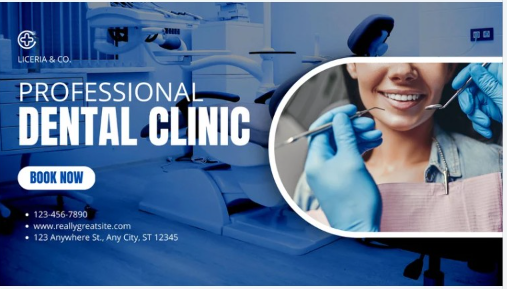 LICERIA & CO.
PROFESSIONAL
DENTAL CLINIC
BOOK NOW
• 123-456-7890
• www.reallygreatsite.com
• 123 Anywhere St., Any City, ST 12345